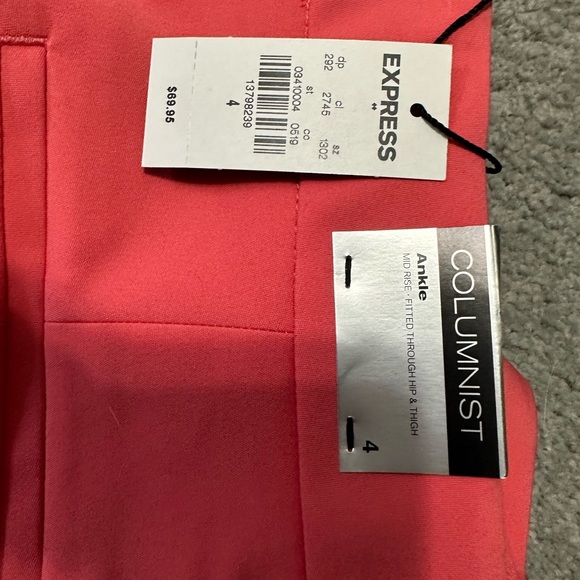 EXPRESS
dp cl sz
292 2745 1302
st cd
03410004 0519
13798239
4
$69.95
COLUMNIST
Ankle
MID RISE · FITTED THROUGH HIP & THIGH
4